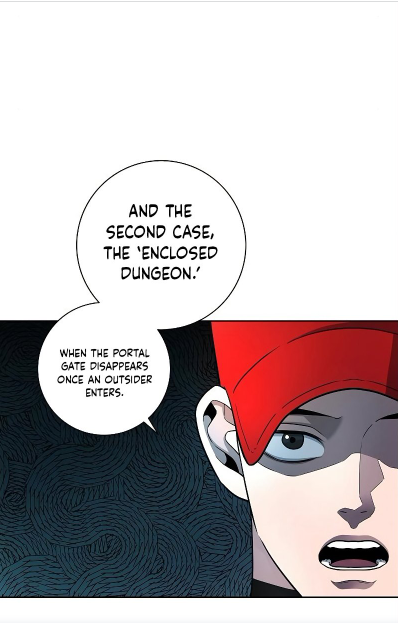 AND THE
SECOND CASE,
THE 'ENCLOSED
DUNGEON.'
WHEN THE PORTAL
GATE DISAPPEARS
ONCE AN OUTSIDER
ENTERS.